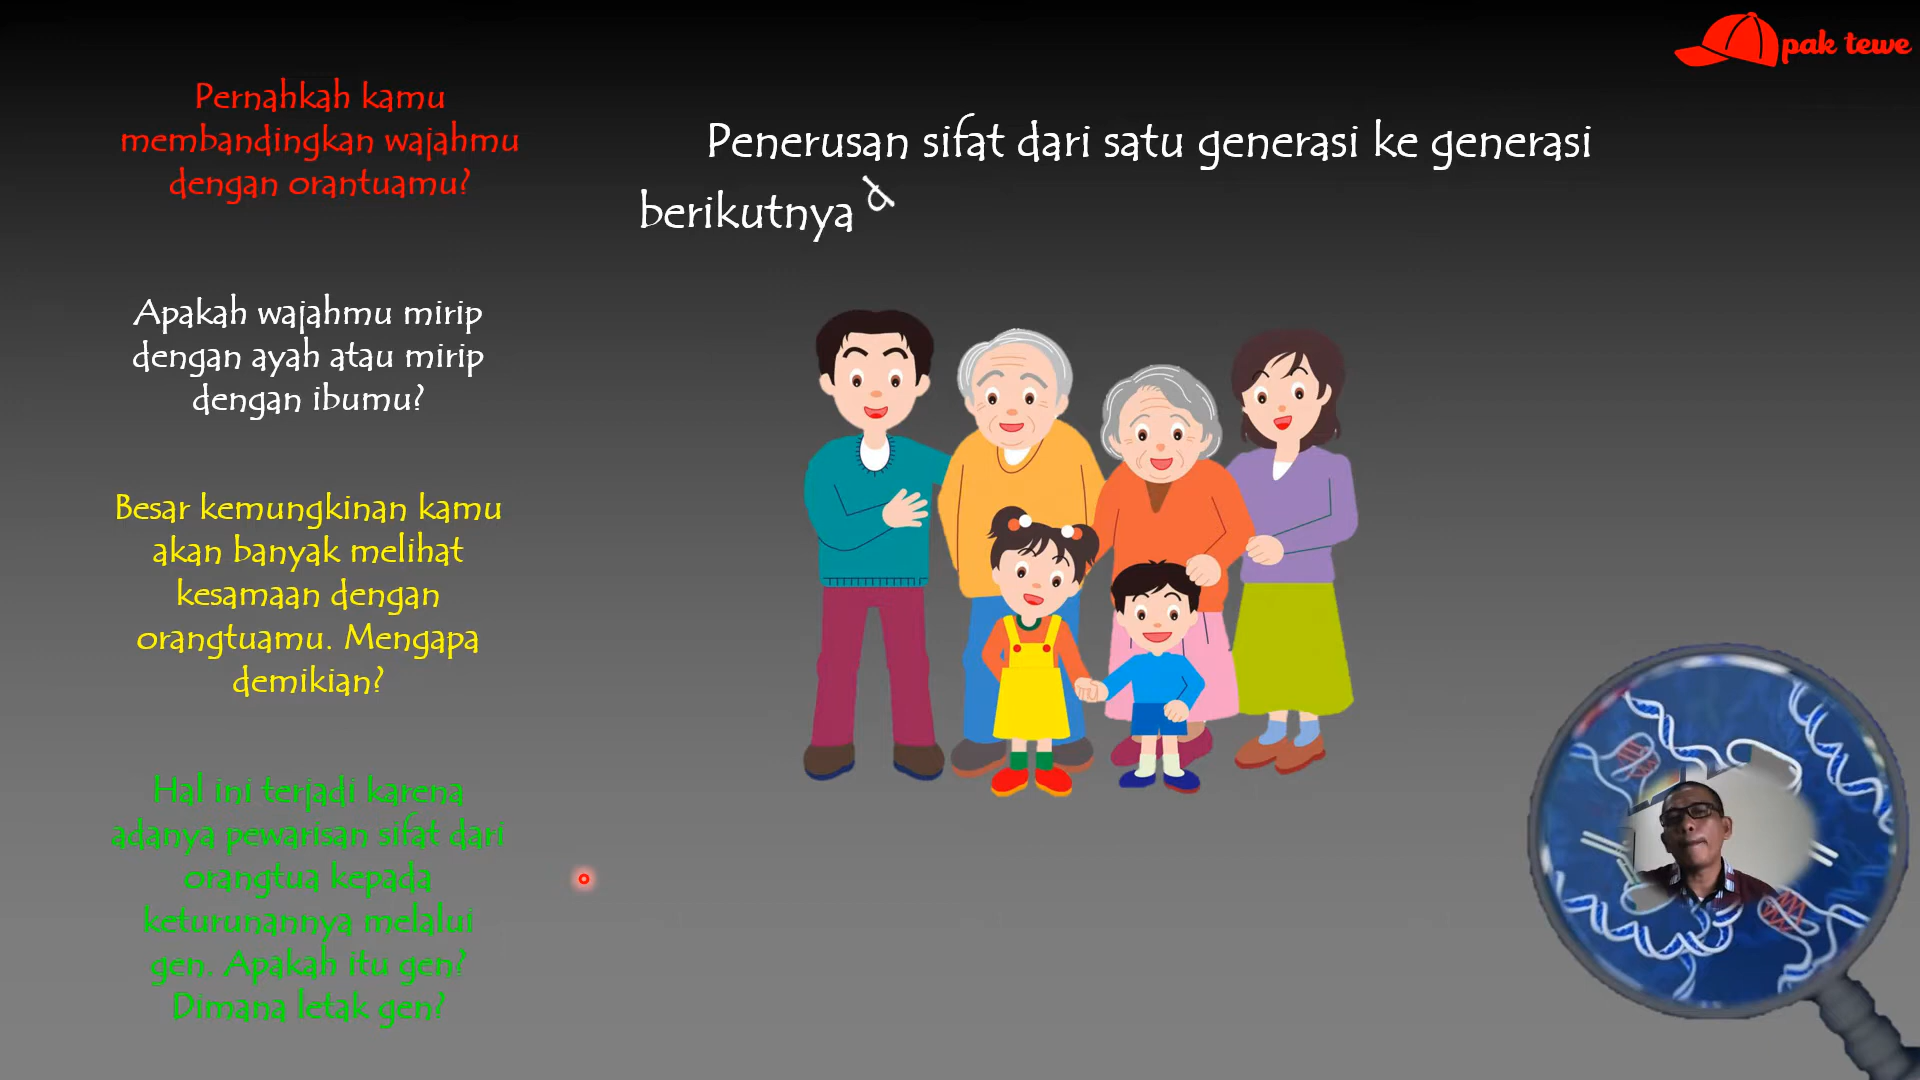 pak tewe
Pernahkah kamu
membandingkan wajahmu
dengan orantuamu?
Apakah wajahmu mirip
dengan ayah atau mirip
dengan ibumu?
Besar kemungkinan kamu
akan banyak melihat
kesamaan dengan
orangtuamu. Mengapa
demikian?
Hal ini terjadi karena
adanya pewarisan sifat dari
orangtua kepada
keturunannya melalui
gen. Apakah itu gen?
Dimana letak gen?
Penerusan sifat dari satu generasi ke generasi
berikutnya d